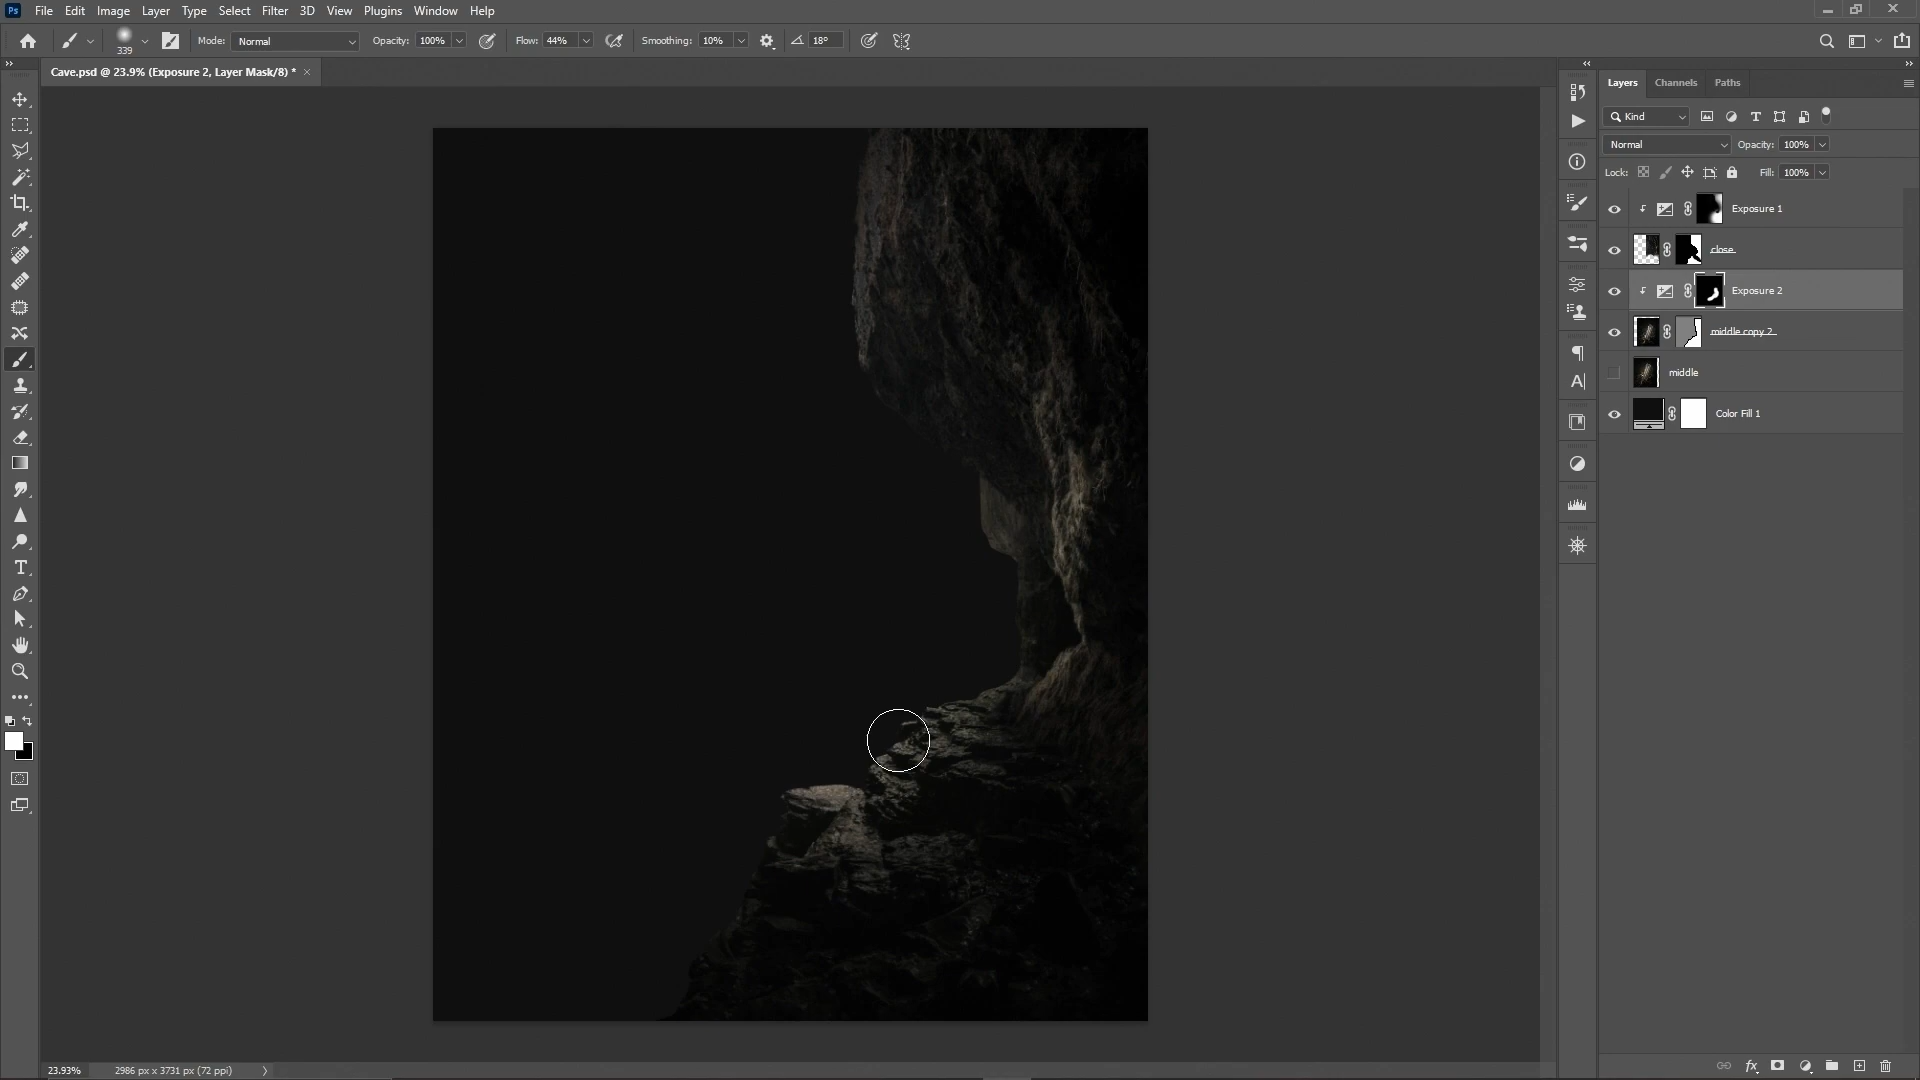 Ps File Edit Image Layer Type Select Filter 3D View Plugins Window Help
339 Mode: Normal Opacity: 100% Flow: 44% Smoothing: 10% 18°
Cave.psd @ 23.9% (Exposure 2, Layer Mask/8) * ×
Layers Channels Paths
Kind
Normal Opacity: 100%
Lock: Fill: 100%
Exposure 1
close
Exposure 2
middle copy 2
middle
Color Fill 1
23.93% 2986 px x 3731 px (72 ppi)